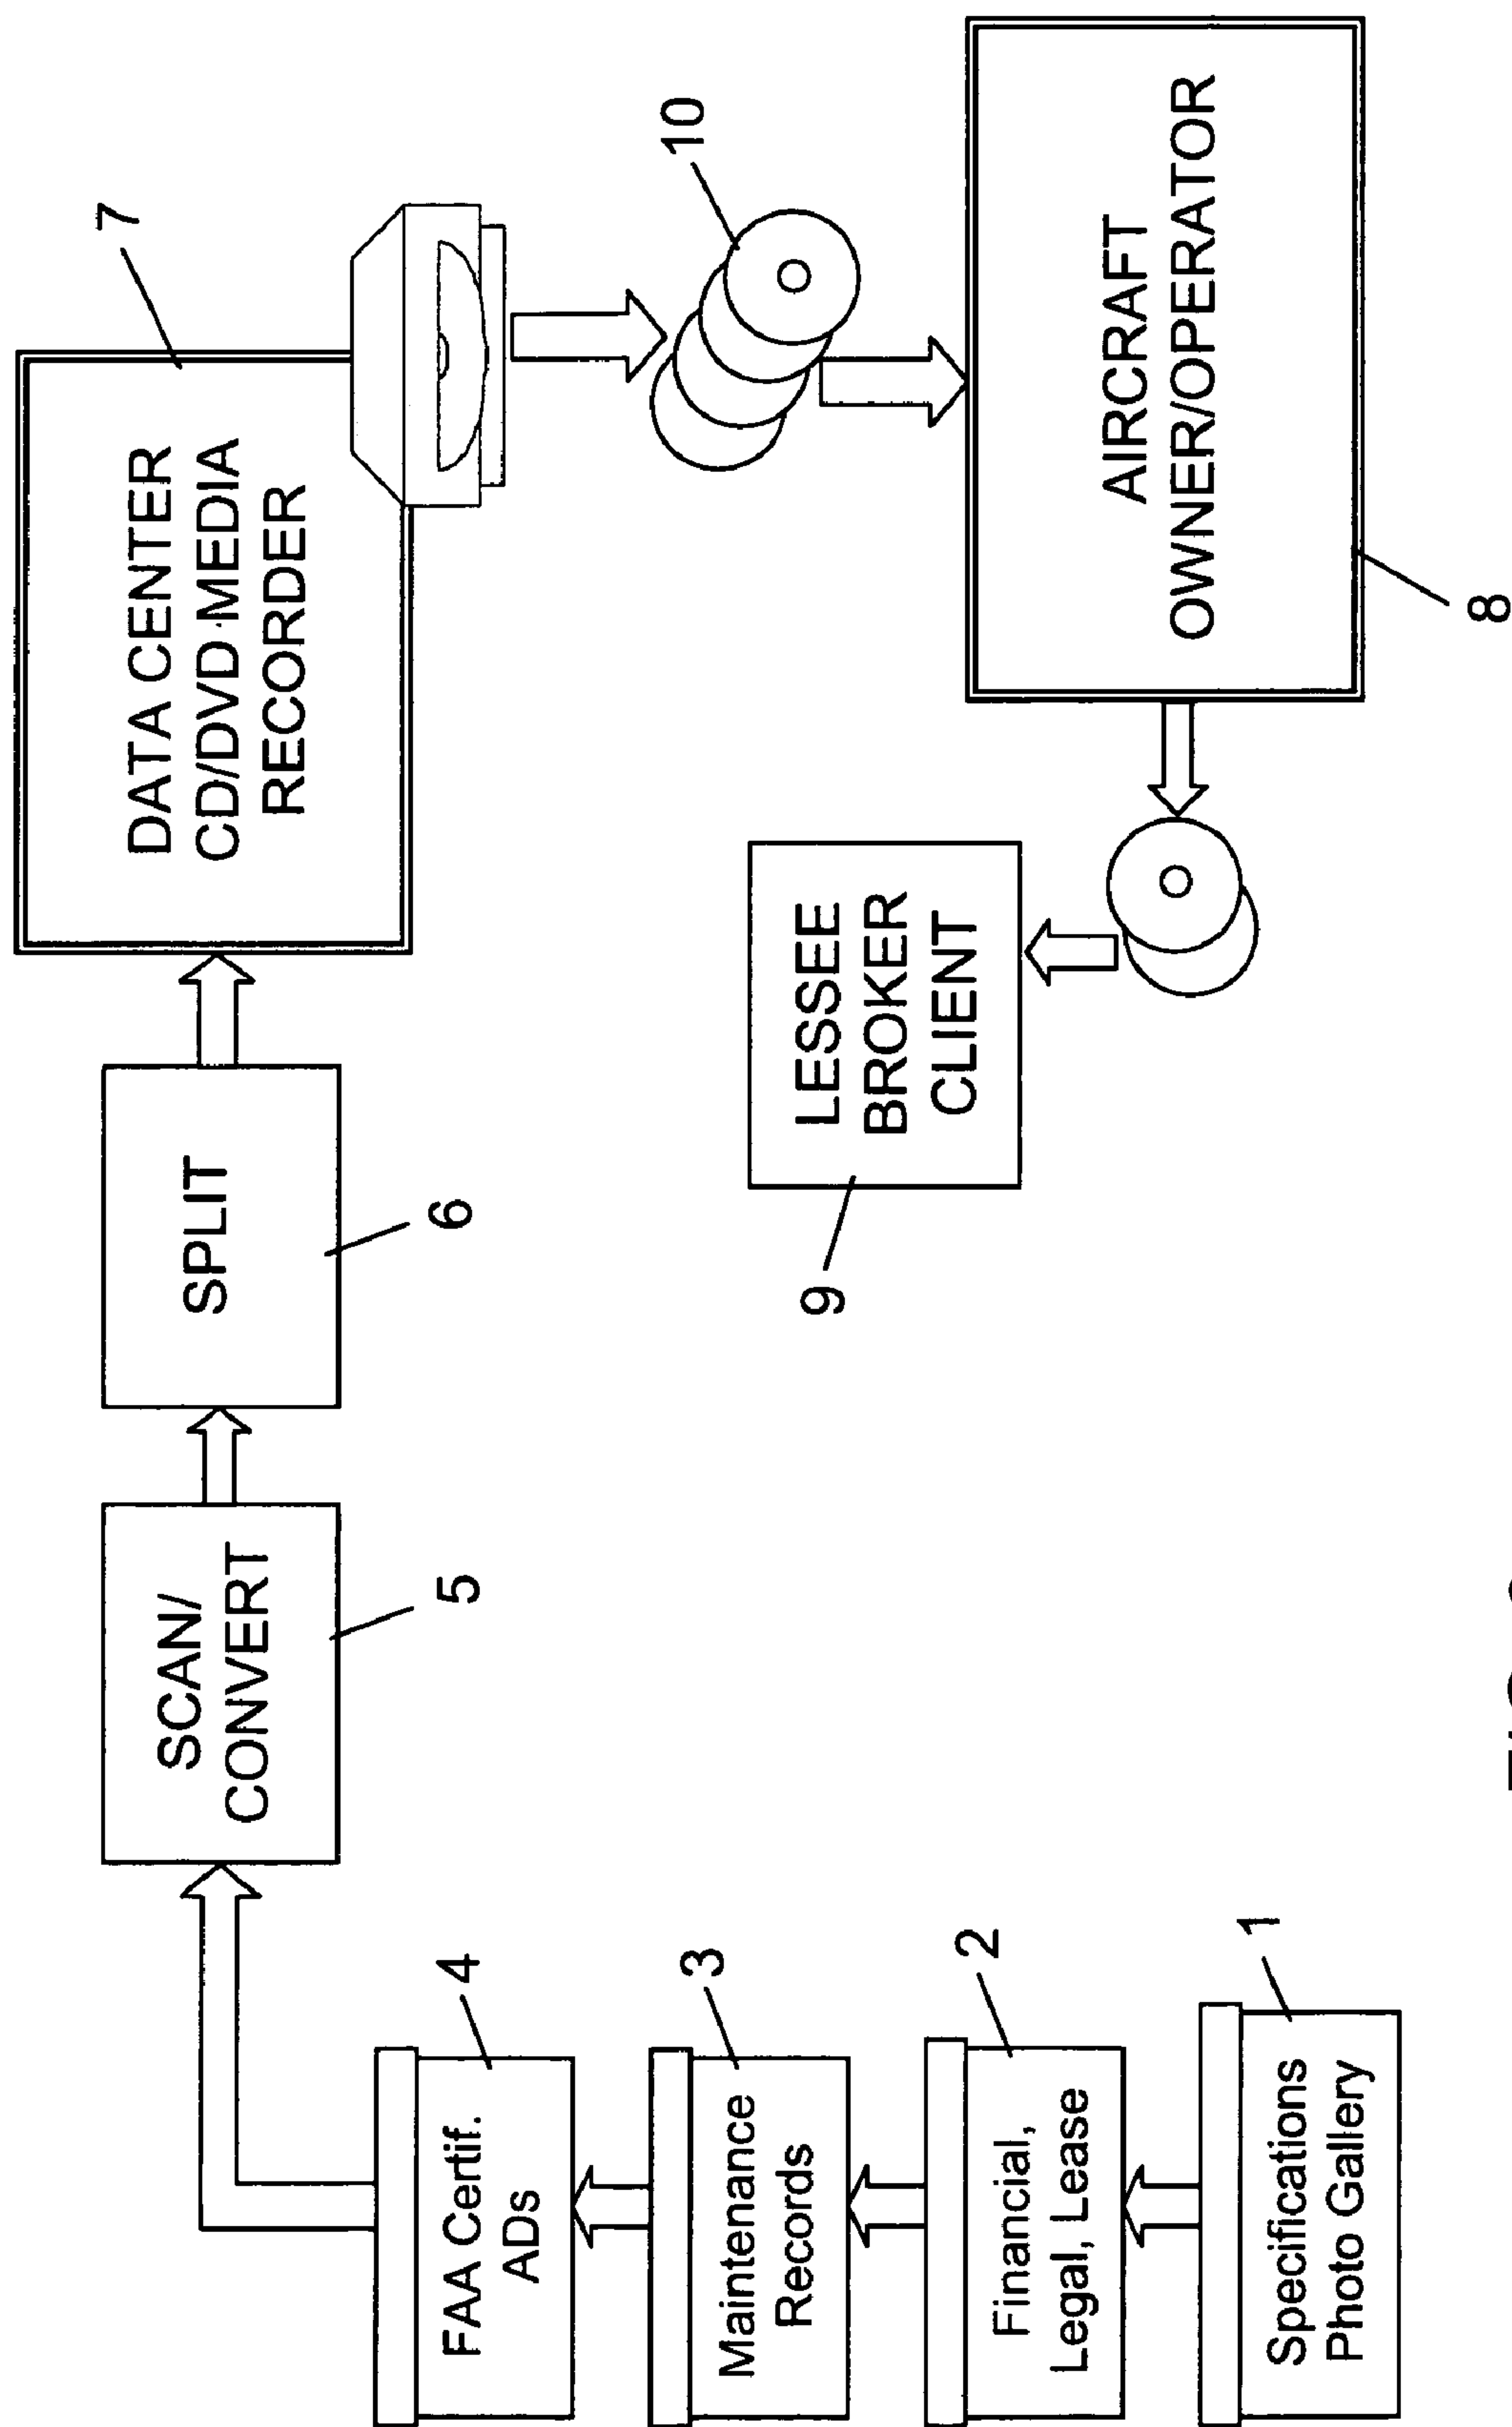 7
DATA CENTER
CD/DVD MEDIA
RECORDER
SPLIT
6
SCAN/
CONVERT
5
4
FAA Certif.
ADs
3
Maintenance
Records
2
Financial,
Legal, Lease
1
Specifications
Photo Gallery
10
AIRCRAFT
OWNER/OPERATOR
8
LESSEE
BROKER
CLIENT
9